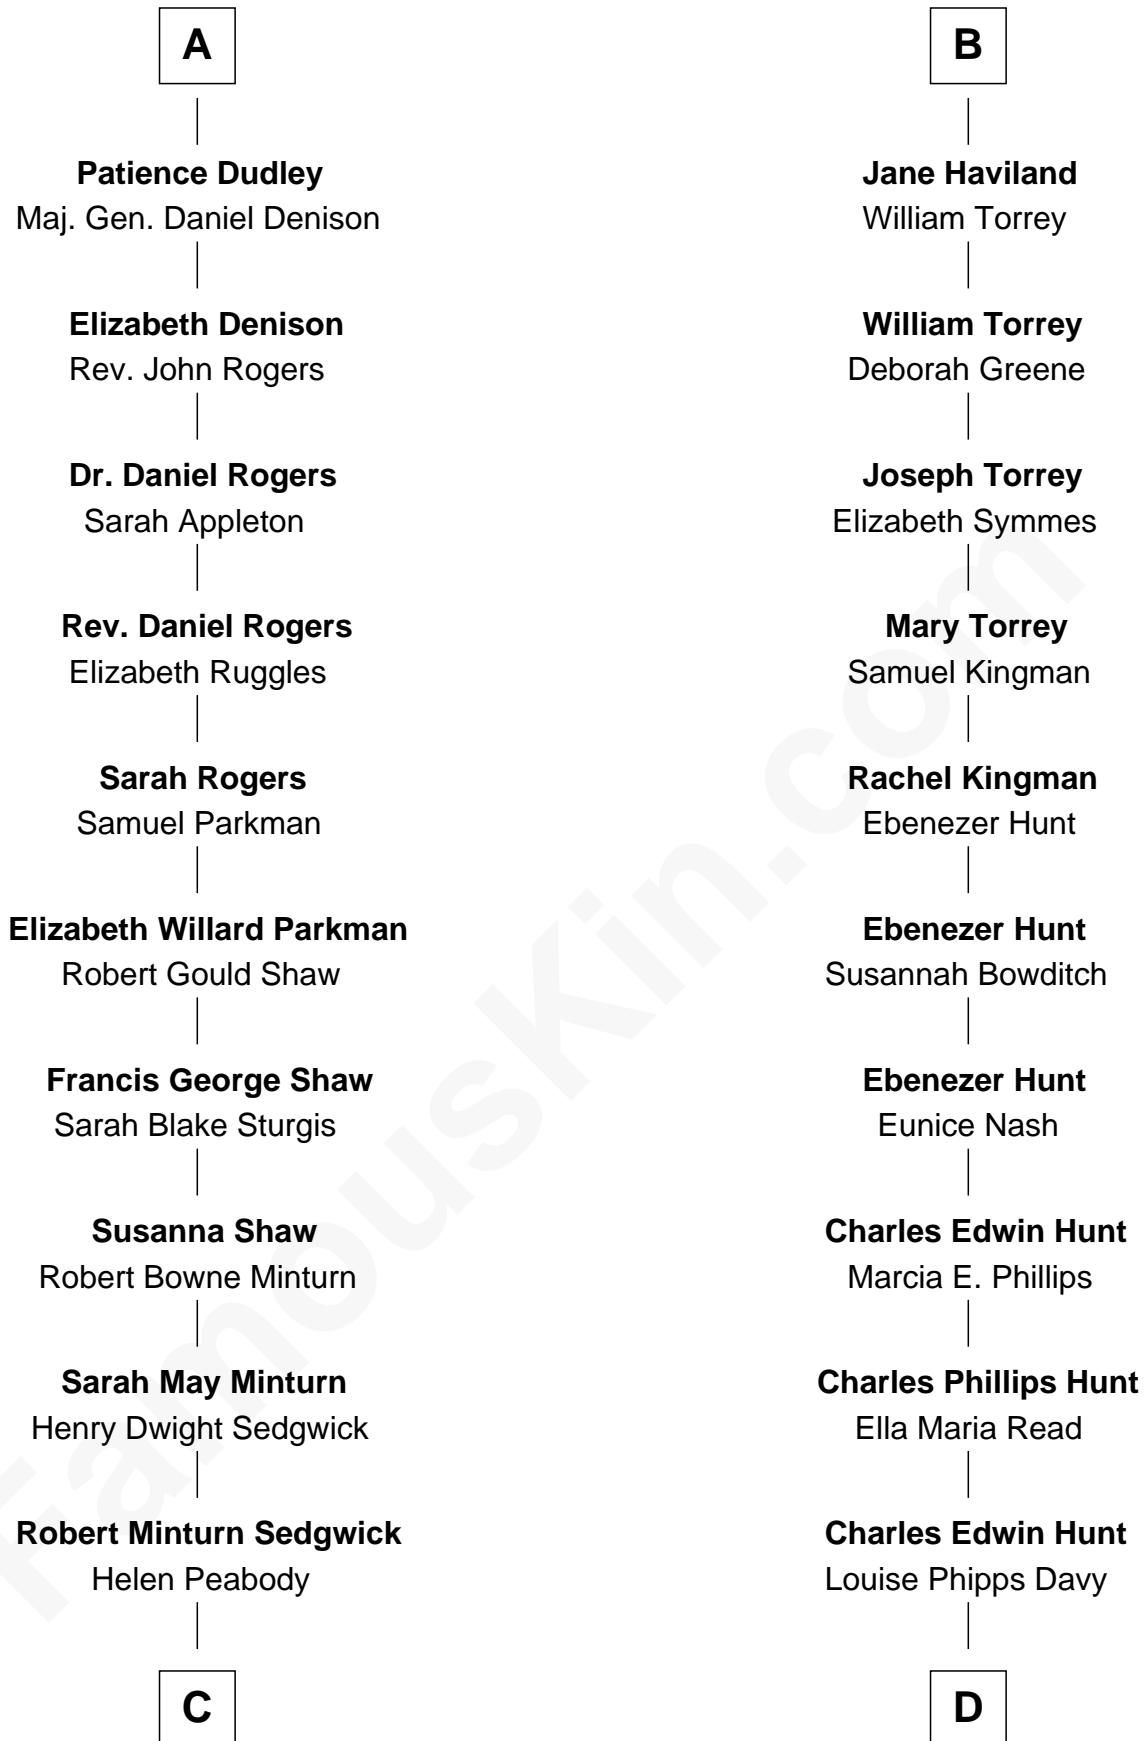 A
Patience Dudley
Maj. Gen. Daniel Denison
Elizabeth Denison
Rev. John Rogers
Dr. Daniel Rogers
Sarah Appleton
Rev. Daniel Rogers
Elizabeth Ruggles
Sarah Rogers
Samuel Parkman
Elizabeth Willard Parkman
Robert Gould Shaw
Francis George Shaw
Sarah Blake Sturgis
Susanna Shaw
Robert Bowne Minturn
Sarah May Minturn
Henry Dwight Sedgwick
Robert Minturn Sedgwick
Helen Peabody
C
B
Jane Haviland
William Torrey
William Torrey
Deborah Greene
Joseph Torrey
Elizabeth Symmes
Mary Torrey
Samuel Kingman
Rachel Kingman
Ebenezer Hunt
Ebenezer Hunt
Susannah Bowditch
Ebenezer Hunt
Eunice Nash
Charles Edwin Hunt
Marcia E. Phillips
Charles Phillips Hunt
Ella Maria Read
Charles Edwin Hunt
Louise Phipps Davy
D
FamousKin.com